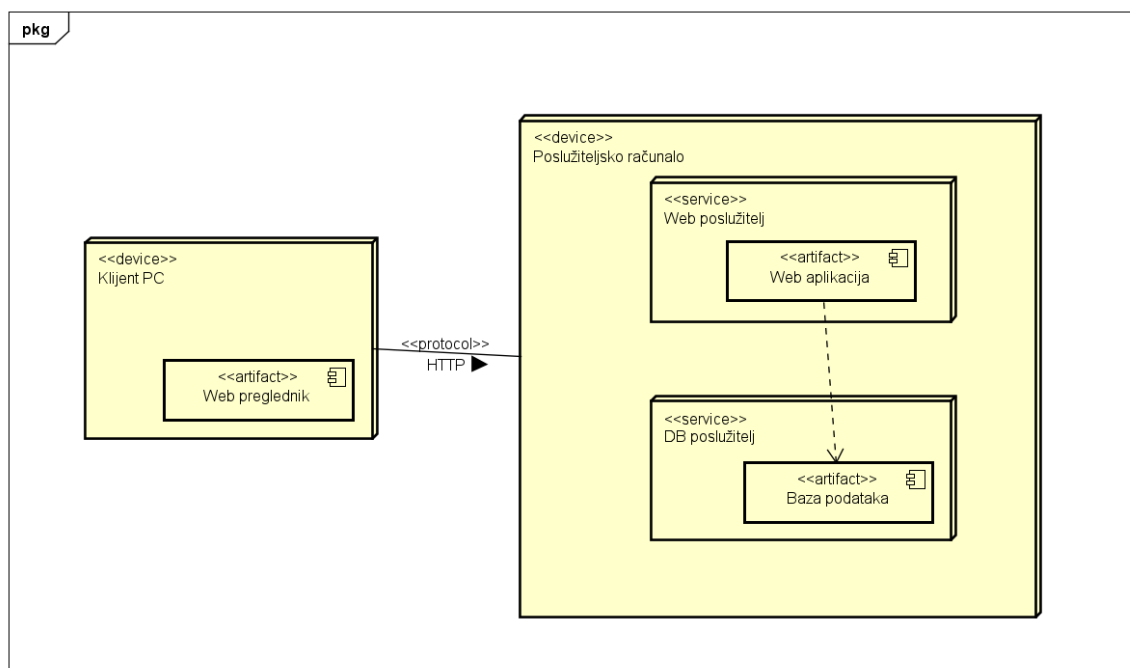 pkg
<<device>>
Klijent PC
<<artifact>>
Web preglednik
<<protocol>>
HTTP
<<device>>
Poslužiteljsko računalo
<<service>>
Web poslužitelj
<<artifact>>
Web aplikacija
<<service>>
DB poslužitelj
<<artifact>>
Baza podataka